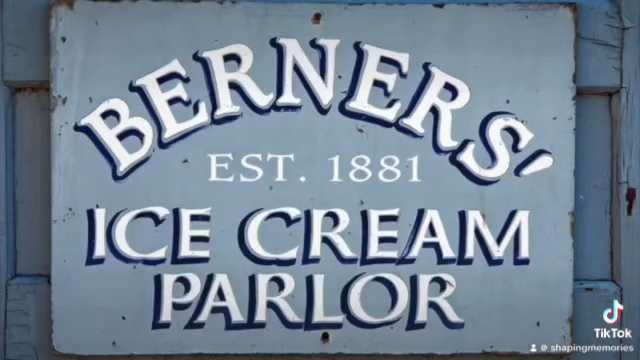 BERNERS'
EST. 1881
ICE CREAM
PARLOR
TikTok
@ shapingmemories